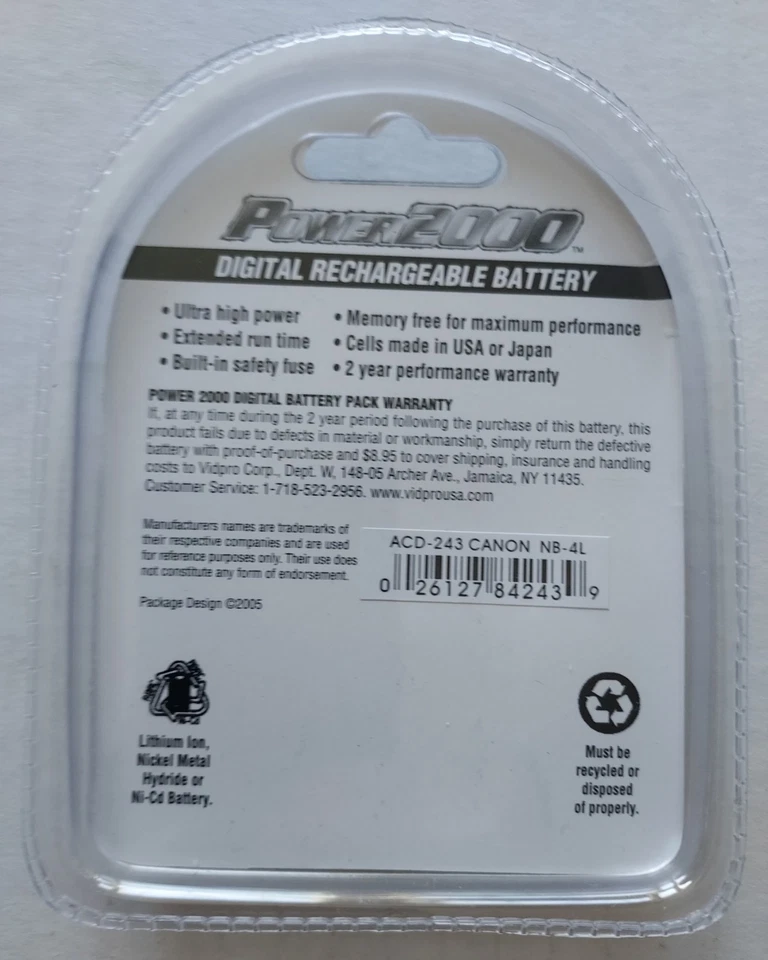 POWER2000™
DIGITAL RECHARGEABLE BATTERY
• Ultra high power
• Extended run time
• Built-in safety fuse
• Memory free for maximum performance
• Cells made in USA or Japan
• 2 year performance warranty
POWER 2000 DIGITAL BATTERY PACK WARRANTY
If, at any time during the 2 year period following the purchase of this battery, this
product fails due to defects in material or workmanship, simply return the defective
battery with proof-of-purchase and $8.95 to cover shipping, insurance and handling
costs to Vidpro Corp., Dept. W, 148-05 Archer Ave., Jamaica, NY 11435.
Customer Service: 1-718-523-2956. www.vidprousa.com
Manufacturers names are trademarks of
their respective companies and are used
for reference purposes only. Their use does
not constitute any form of endorsement.
Package Design ©2005
ACD-243 CANON NB-4L
0 26127 84243 9
Lithium Ion,
Nickel Metal
Hydride or
Ni-Cd Battery.
Must be
recycled or
disposed
of properly.